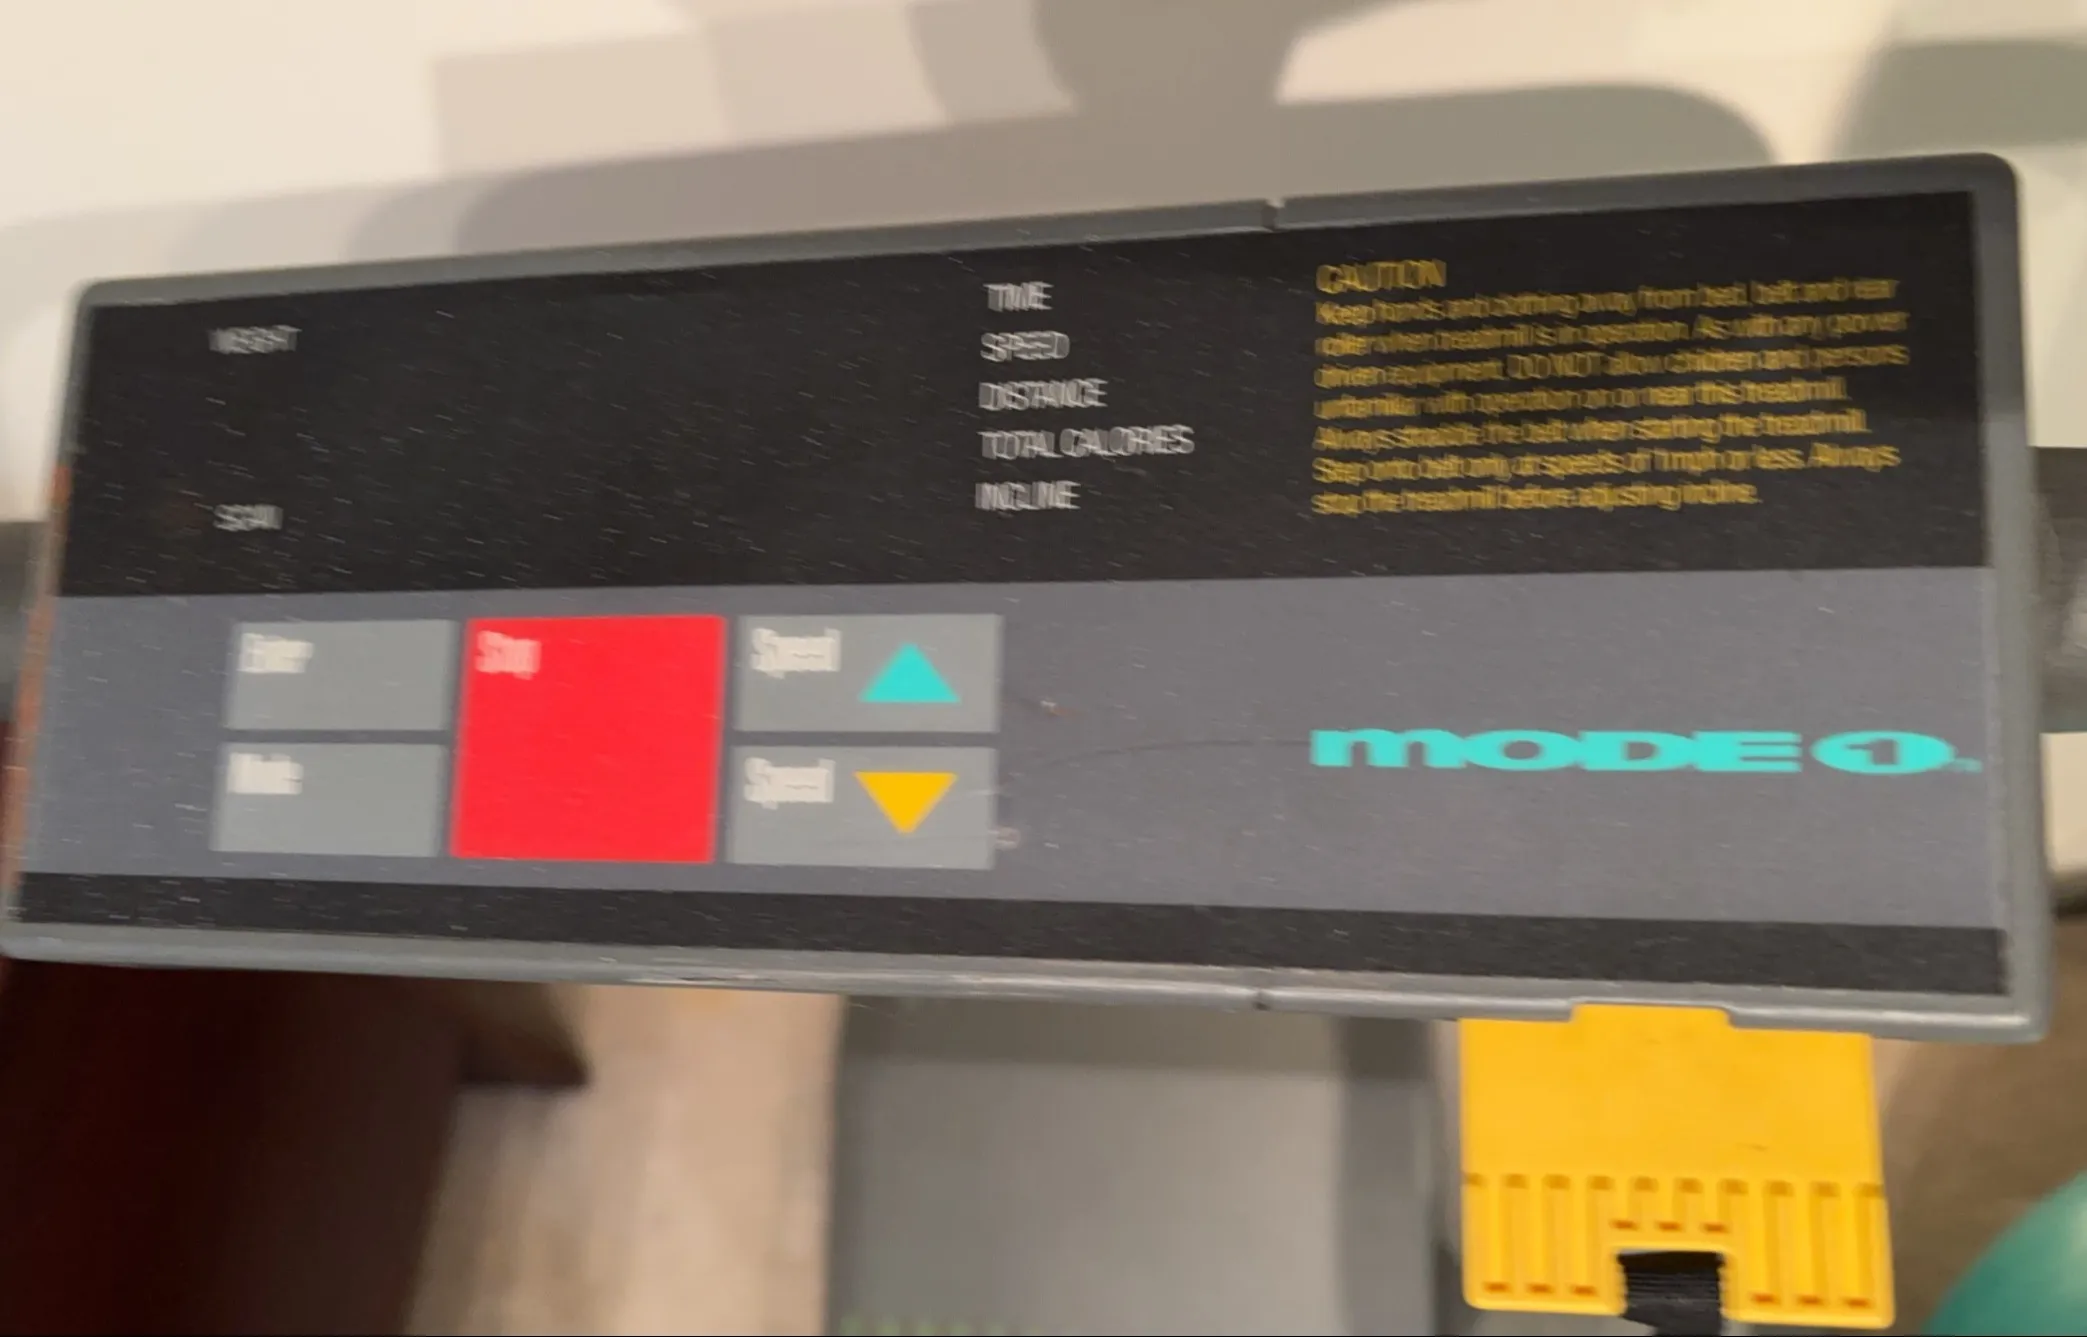 WEIGHT
SCAN
TIME
SPEED
DISTANCE
TOTAL CALORIES
INCLINE
CAUTION
Keep hands and clothing away from bed, belt and rear
roller when treadmill is in operation. As with any power
driven equipment, DO NOT allow children and persons
unfamiliar with operation on or near this treadmill.
Always straddle the belt when starting the treadmill.
Step onto belt only at speeds of 1 mph or less. Always
stop the treadmill before adjusting incline.
Enter
Stop
Speed
Mode
Speed
MODE 1